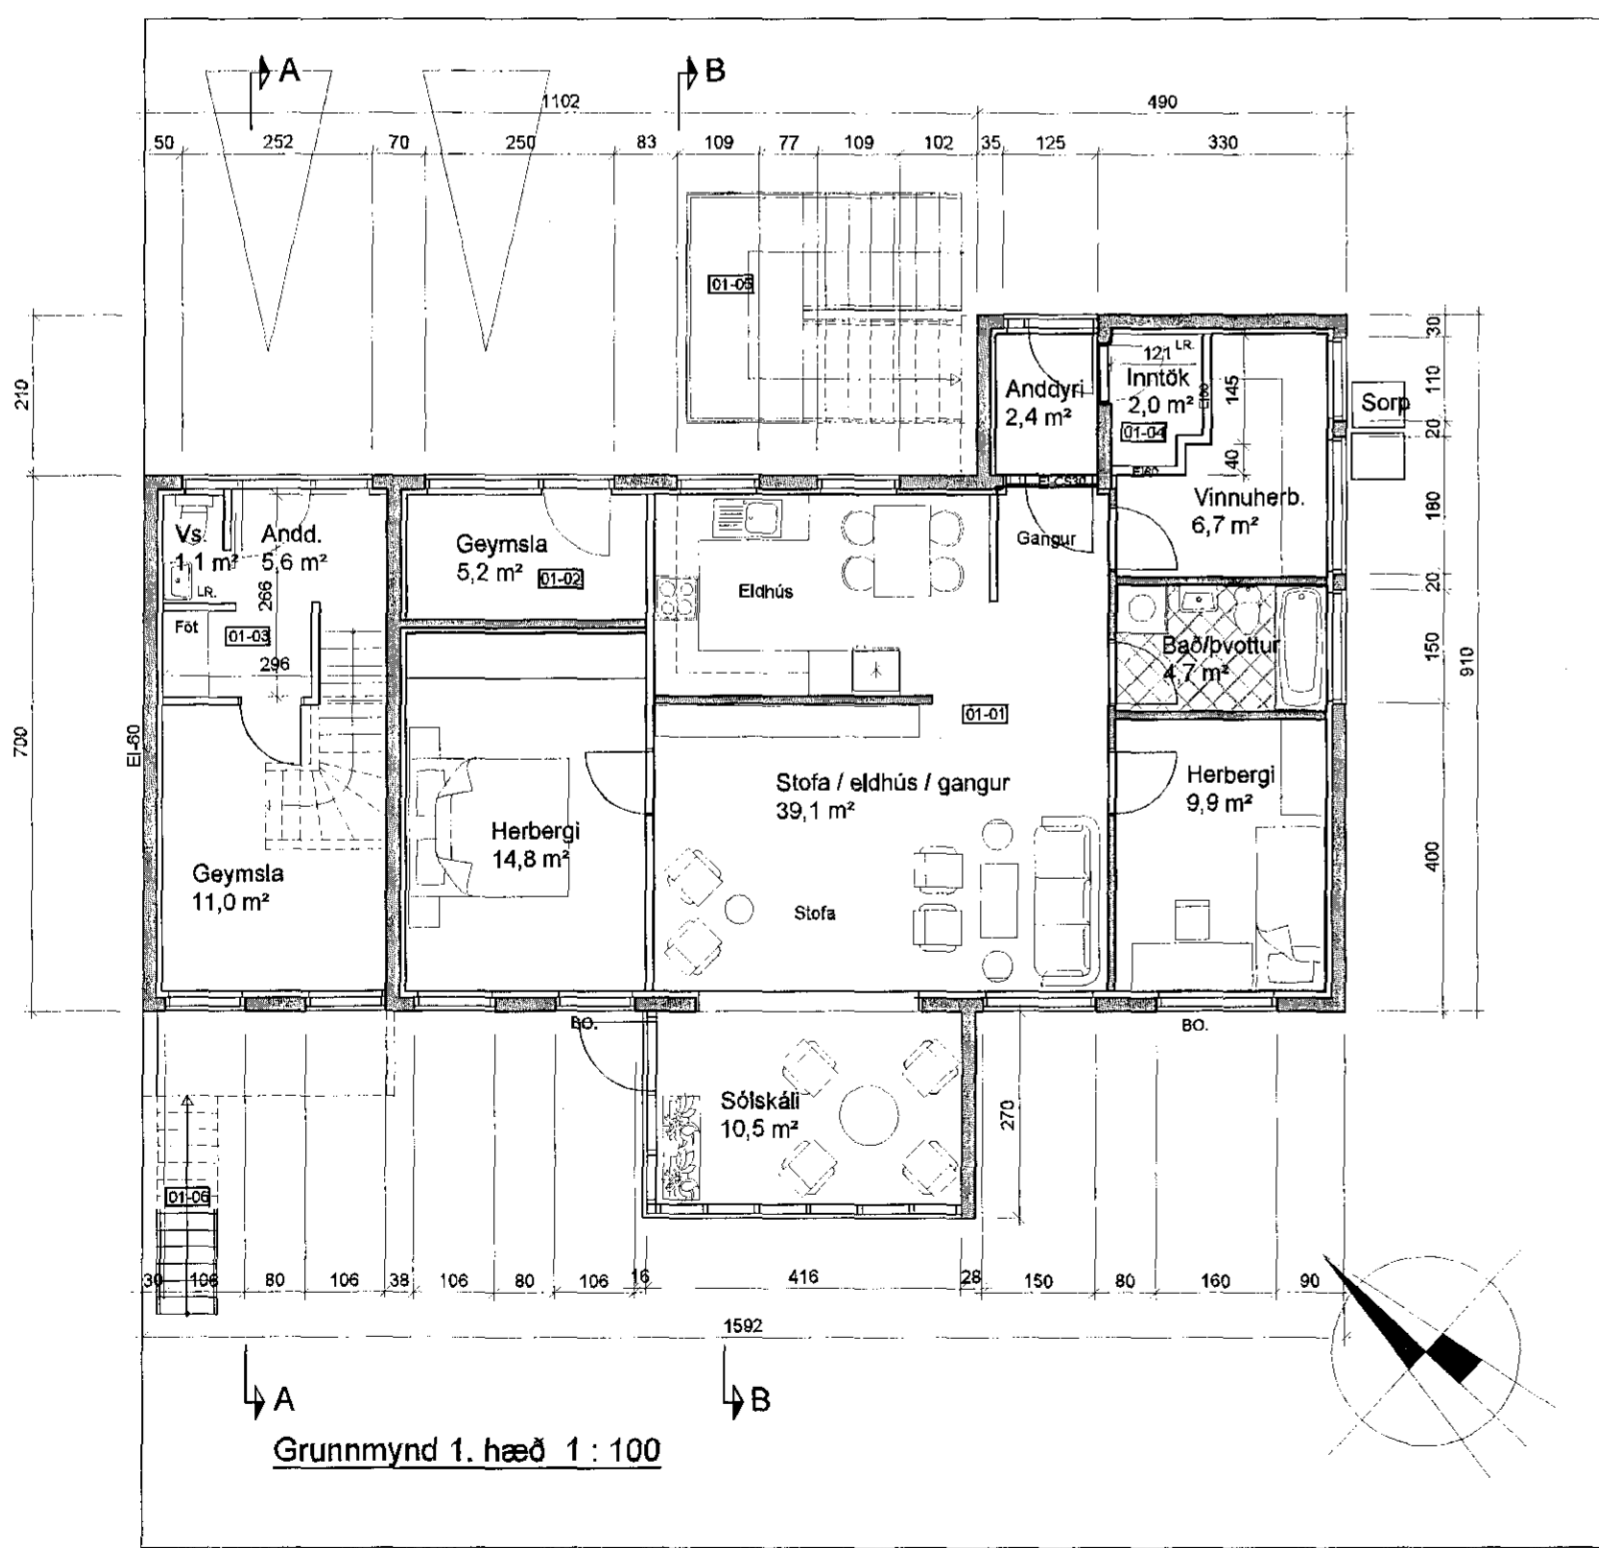 A
B
1102
490
50
252
70
250
83
109
77
109
102
35
125
330
01-05
30
LR.
121
210
Anddyri
2,4 m²
Inntök
2,0 m²
145
110
Sorp
01-04
20
40
EI60
EI-CS30
Vinnuherb.
6,7 m²
180
Vs.
1,1 m²
Andd.
5,6 m²
Geymsla
5,2 m²
01-02
Gangur
LR.
266
Eldhús
20
Föt
01-03
296
Bað/þvottur
4,7 m²
150
910
01-01
700
EI-60
Stofa / eldhús / gangur
39,1 m²
Herbergi
9,9 m²
Herbergi
14,8 m²
400
Geymsla
11,0 m²
Stofa
BO.
BO.
Sólskáli
10,5 m²
270
01-06
30
106
80
106
38
106
80
106
16
416
28
150
80
160
90
1592
A
B
Grunnmynd 1. hæð 1 : 100